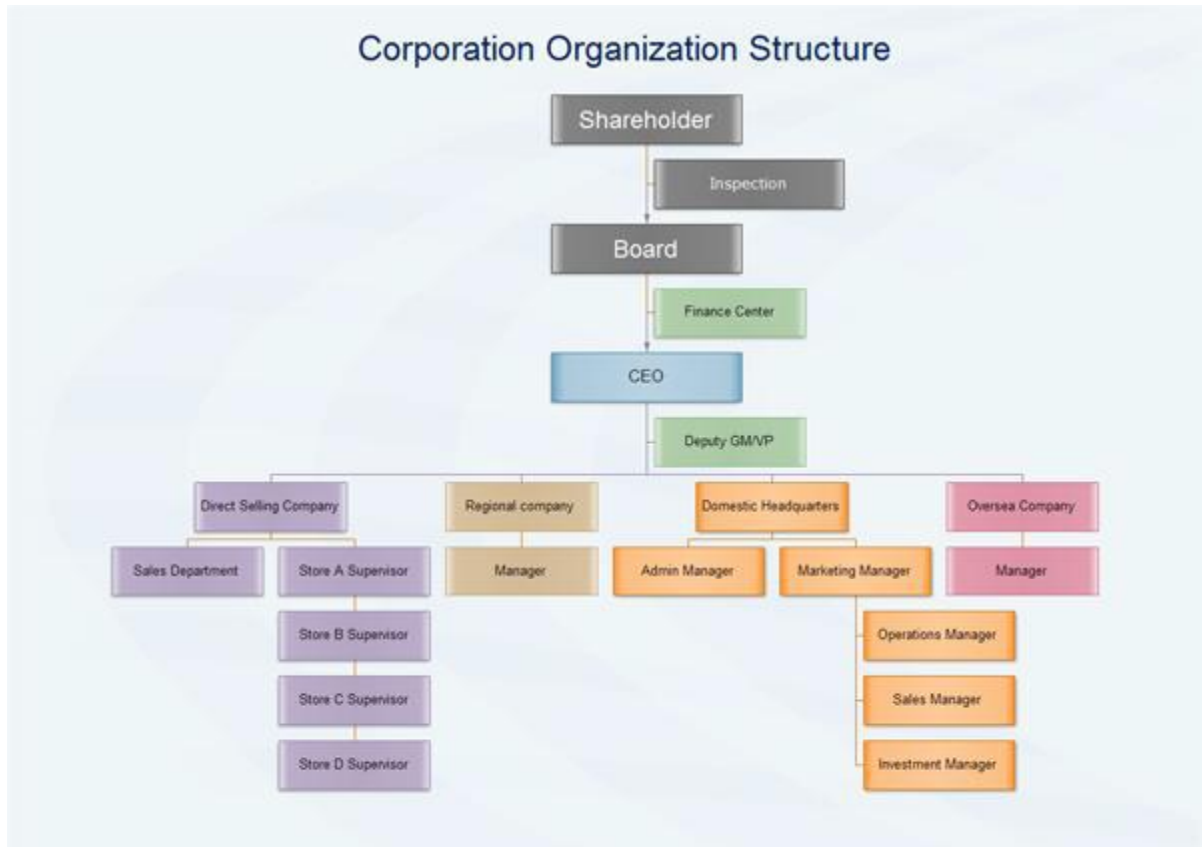 Corporation Organization Structure
Shareholder
Inspection
Board
Finance Center
CEO
Deputy GM/VP
Direct Selling Company
Regional company
Domestic Headquarters
Oversea Company
Sales Department
Store A Supervisor
Manager
Admin Manager
Marketing Manager
Manager
Store B Supervisor
Operations Manager
Store C Supervisor
Sales Manager
Store D Supervisor
Investment Manager